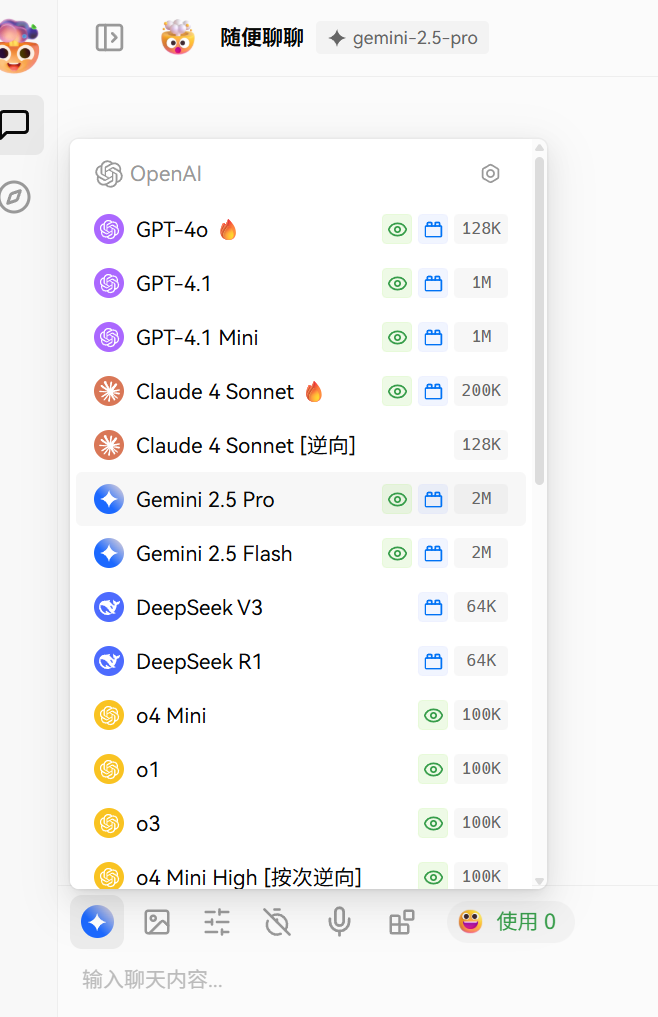 随便聊聊 gemini-2.5-pro
OpenAI
GPT-4o 128K
GPT-4.1 1M
GPT-4.1 Mini 1M
Claude 4 Sonnet 200K
Claude 4 Sonnet [逆向] 128K
Gemini 2.5 Pro 2M
Gemini 2.5 Flash 2M
DeepSeek V3 64K
DeepSeek R1 64K
o4 Mini 100K
o1 100K
o3 100K
o4 Mini High [按次逆向] 100K
使用 0
输入聊天内容...